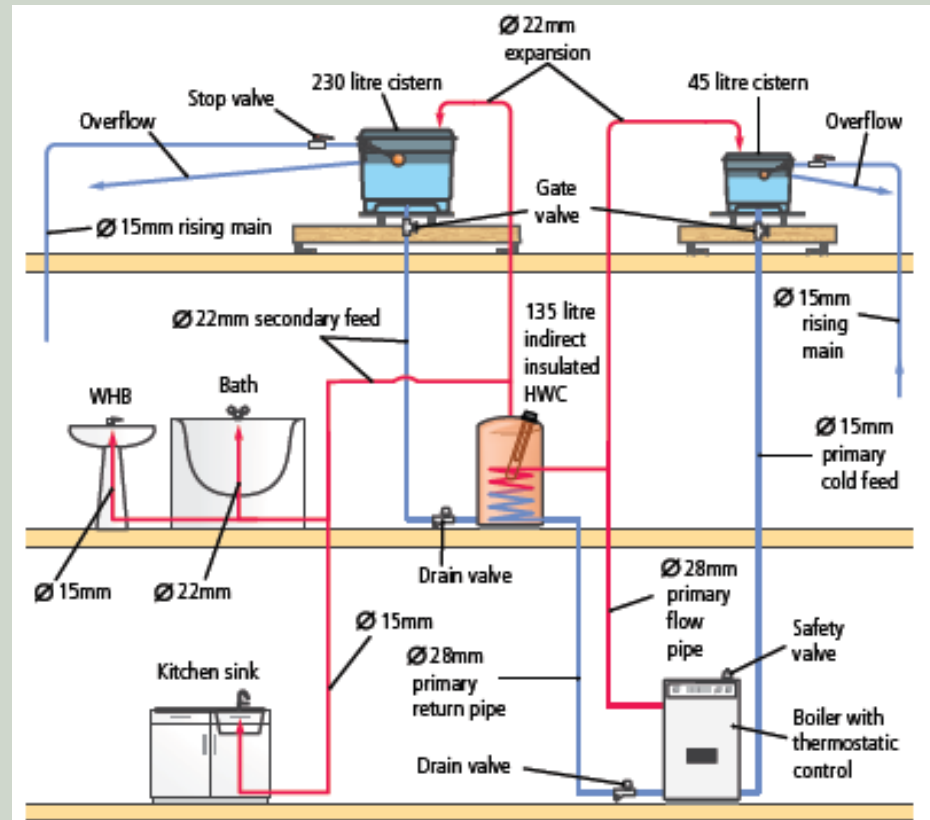 Ø 22mm
expansion
230 litre cistern
45 litre cistern
Stop valve
Overflow
Overflow
Gate
valve
Ø 15mm rising main
Ø 22mm secondary feed
135 litre
indirect
insulated
HWC
Ø 15mm
rising
main
WHB
Bath
Ø 15mm
primary
cold feed
Drain valve
Ø 15mm
Ø 22mm
Ø 28mm
primary
flow
pipe
Ø 15mm
Safety
valve
Kitchen sink
Ø 28mm
primary
return pipe
Boiler with
thermostatic
control
Drain valve